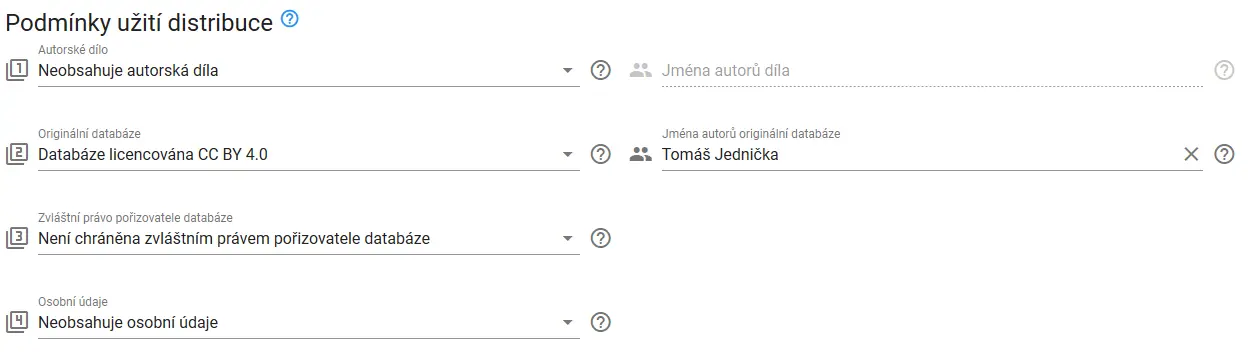 Podmínky užití distribuce
Autorské dílo
1 Neobsahuje autorská díla
Jména autorů díla
Originální databáze
2 Databáze licencována CC BY 4.0
Jména autorů originální databáze
Tomáš Jednička
Zvláštní právo pořizovatele databáze
3 Není chráněna zvláštním právem pořizovatele databáze
Osobní údaje
4 Neobsahuje osobní údaje